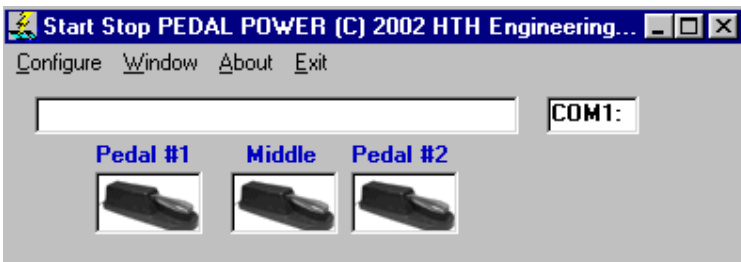 Start Stop PEDAL POWER (C) 2002 HTH Engineering...
Configure Window About Exit
COM1:
Pedal #1 Middle Pedal #2